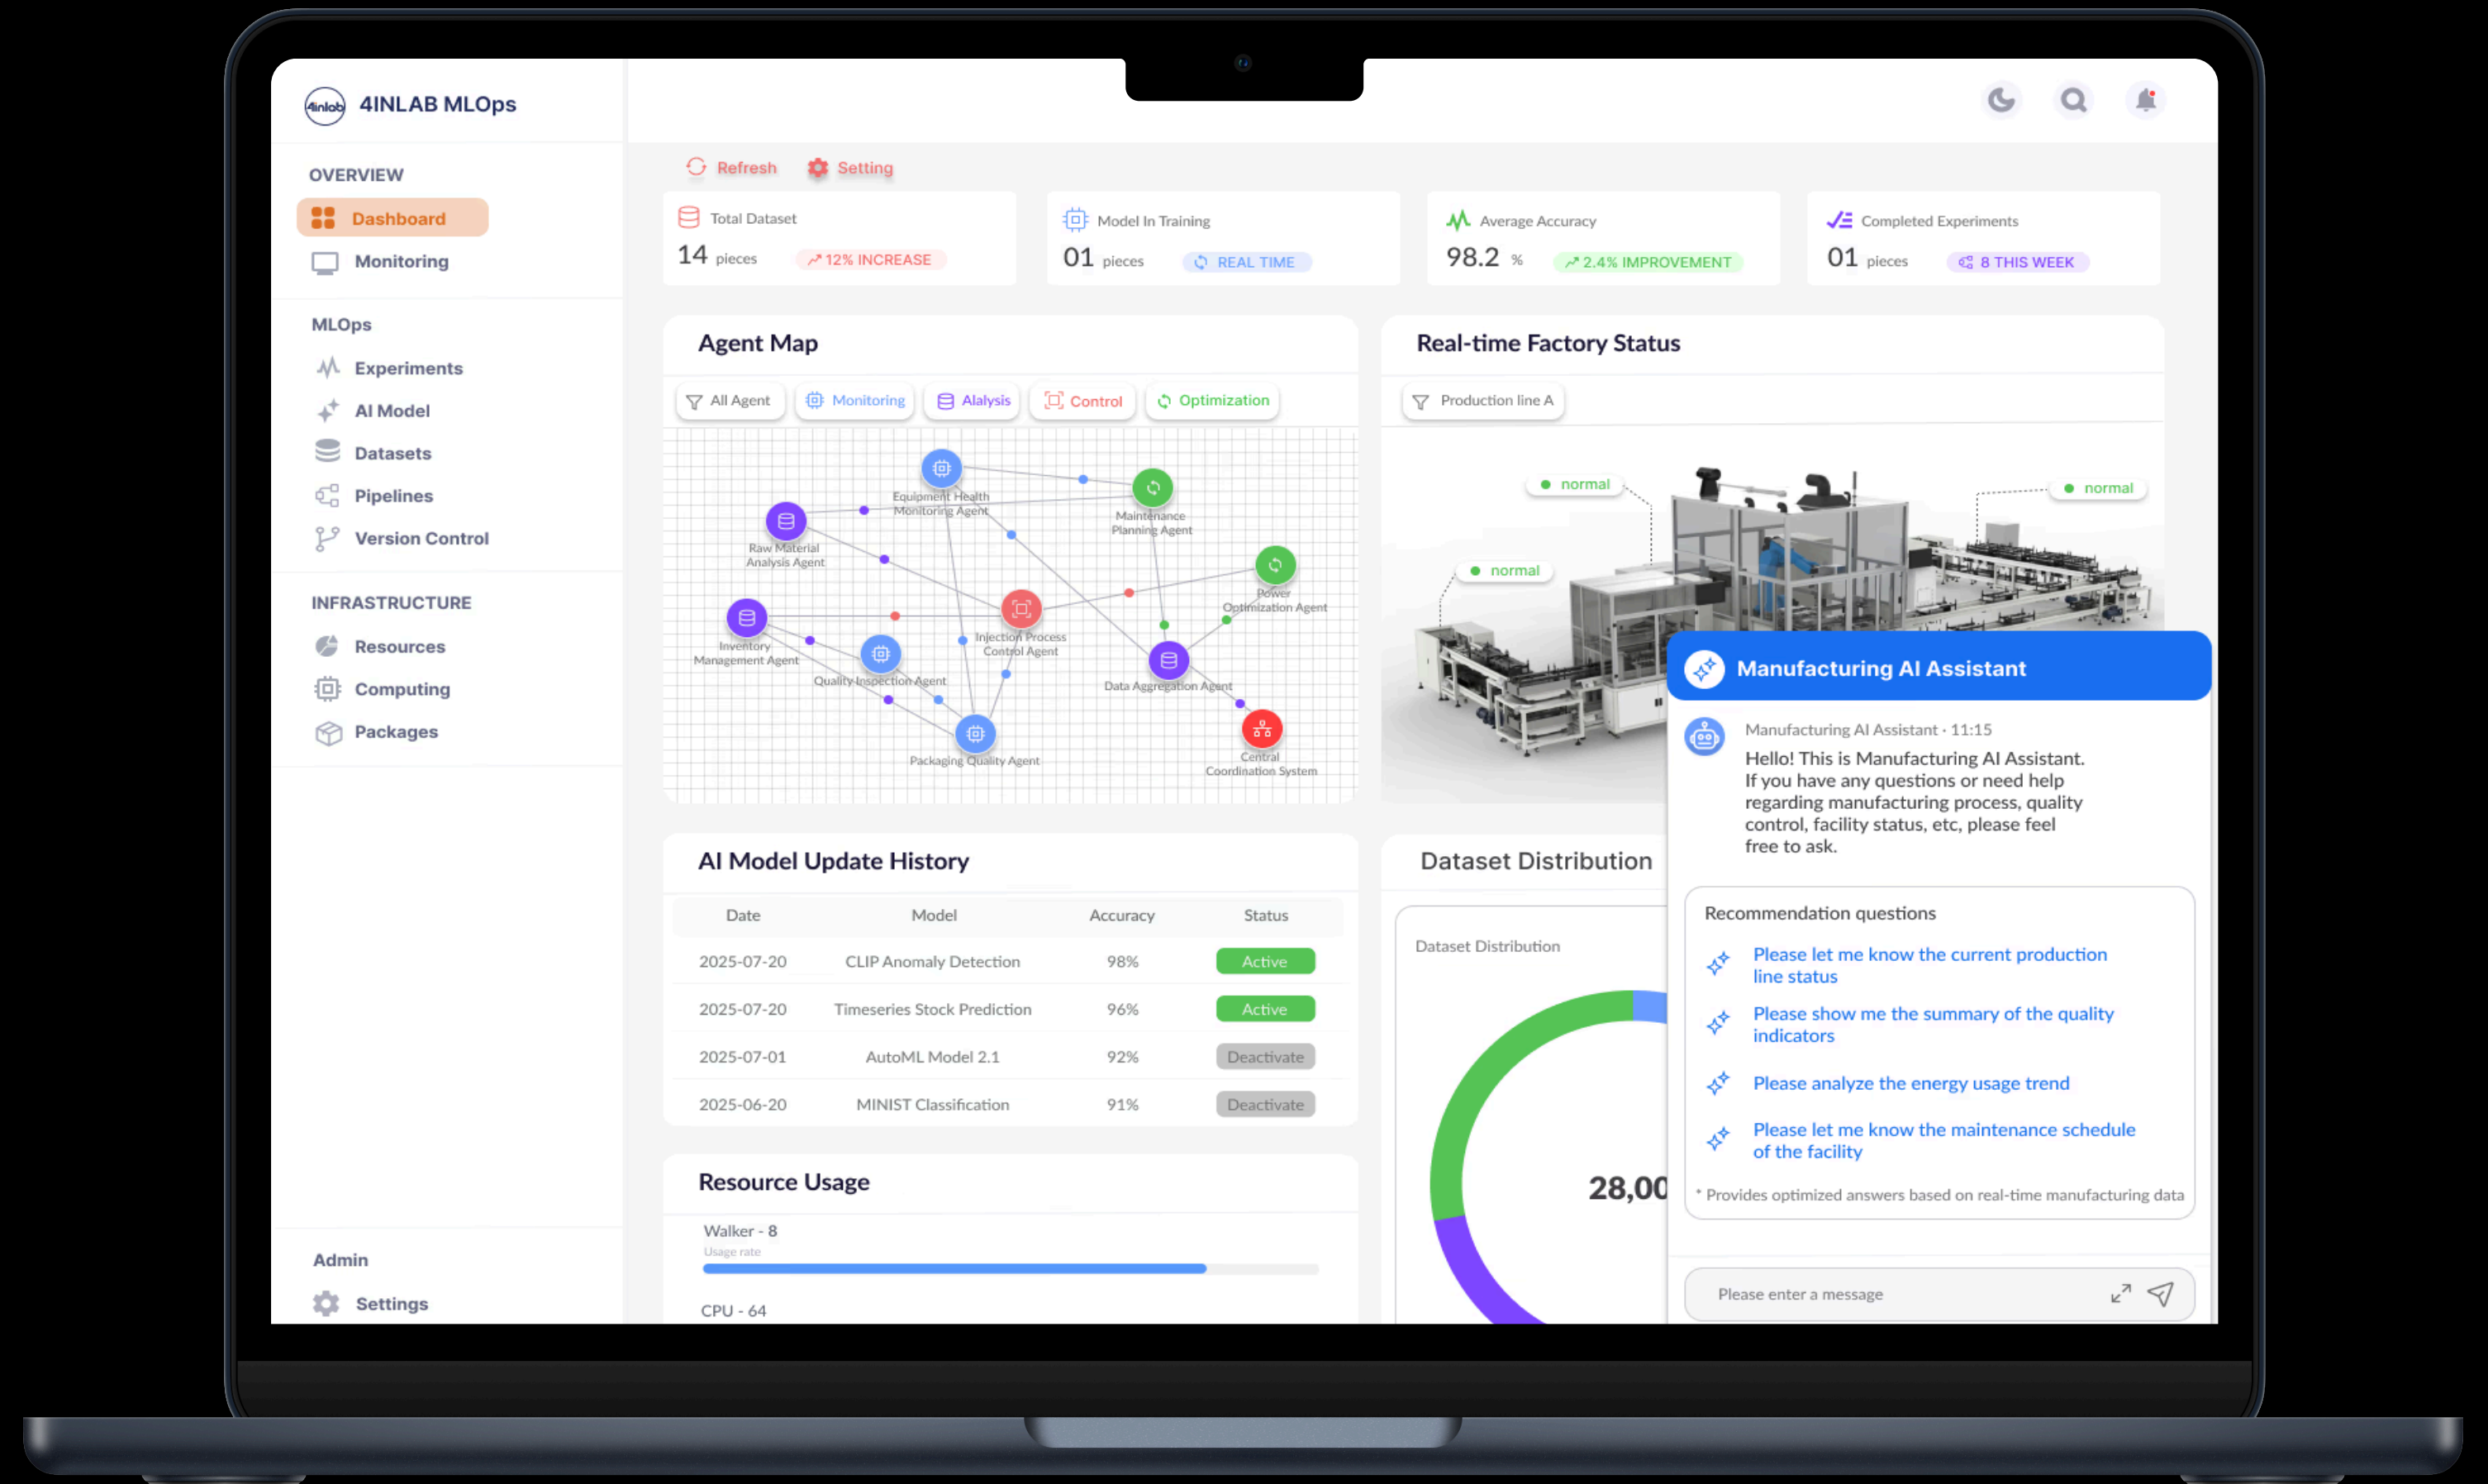 4inlab 4INLAB MLOps
OVERVIEW
Dashboard
Monitoring
MLOps
Experiments
AI Model
Datasets
Pipelines
Version Control
INFRASTRUCTURE
Resources
Computing
Packages
Admin
Settings
Refresh Setting
Total Dataset
14 pieces 12% INCREASE
Model In Training
01 pieces REAL TIME
Average Accuracy
98.2 % 2.4% IMPROVEMENT
Completed Experiments
01 pieces 8 THIS WEEK
Agent Map
All Agent Monitoring Alalysis Control Optimization
Equipment Health
Monitoring Agent
Maintenance
Planning Agent
Raw Material
Analysis Agent
Power
Optimization Agent
Inventory
Management Agent
Injection Process
Control Agent
Quality Inspection Agent
Data Aggregation Agent
Packaging Quality Agent
Central
Coordination System
Real-time Factory Status
Production line A
normal
normal
normal
AI Model Update History
Date Model Accuracy Status
2025-07-20 CLIP Anomaly Detection 98% Active
2025-07-20 Timeseries Stock Prediction 96% Active
2025-07-01 AutoML Model 2.1 92% Deactivate
2025-06-20 MINIST Classification 91% Deactivate
Resource Usage
Walker - 8
Usage rate
CPU - 64
Dataset Distribution
Dataset Distribution
28,00
Manufacturing AI Assistant
Manufacturing AI Assistant · 11:15
Hello! This is Manufacturing AI Assistant.
If you have any questions or need help
regarding manufacturing process, quality
control, facility status, etc, please feel
free to ask.
Recommendation questions
Please let me know the current production
line status
Please show me the summary of the quality
indicators
Please analyze the energy usage trend
Please let me know the maintenance schedule
of the facility
* Provides optimized answers based on real-time manufacturing data
Please enter a message